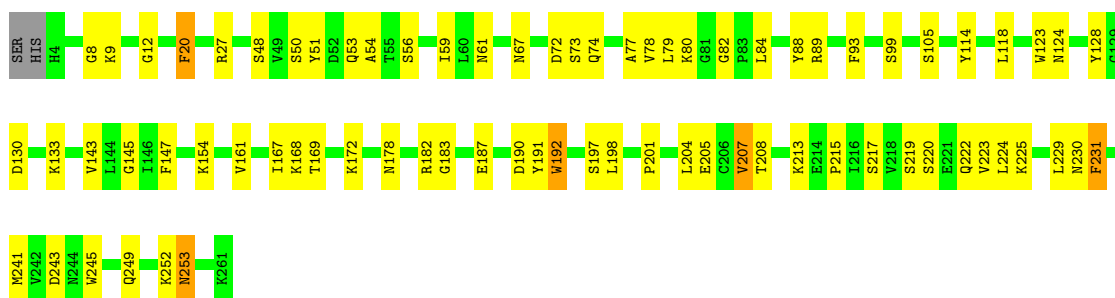 SER HIS H4 G8 K9 G12 F20 R27 S48 V49 S50 Y51 D52 Q53 A54 T55 S56 I59 L60 N61 N67 D72 S73 Q74 A77 V78 L79 K80 G81 G82 P83 L84 Y88 R89 F93 S99 S105 Y114 L118 W123 N124 Y128 G129
D130 K133 V143 L144 G145 I146 F147 K154 V161 I167 K168 T169 K172 N178 R182 G183 E187 D190 Y191 W192 S197 L198 P201 L204 E205 C206 V207 T208 K213 E214 P215 I216 S217 V218 S219 S220 E221 Q222 V223 L224 K225 L229 N230 F231
M241 V242 D243 N244 W245 Q249 K252 N253 K261